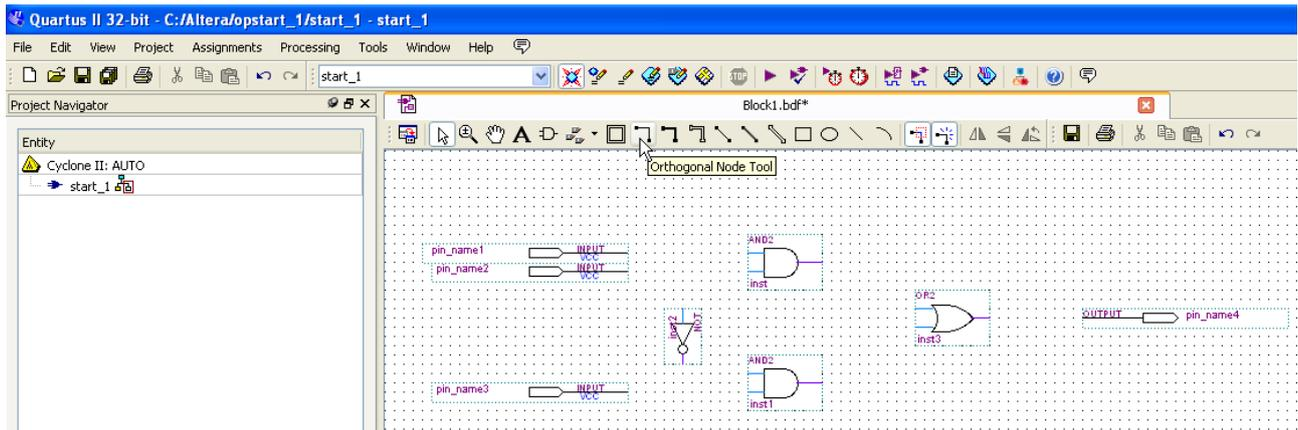 Quartus II 32-bit - C:/Altera/opstart_1/start_1 - start_1
File Edit View Project Assignments Processing Tools Window Help
start_1
STOP
Project Navigator
Block1.bdf*
Entity
Cyclone II: AUTO
start_1
Orthogonal Node Tool
pin_name1 INPUT VCC
pin_name2 INPUT VCC
AND2
inst
OR2
inst3
OUTPUT pin_name4
inst2 NOT
AND2
inst1
pin_name3 INPUT VCC